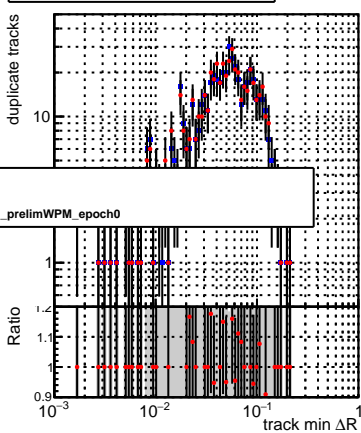 duplicate tracks
10
_prelimWPM_epoch0
1
Ratio
1.2
1.1
1
0.9
10⁻³
10⁻²
10⁻¹
1
track min ΔR